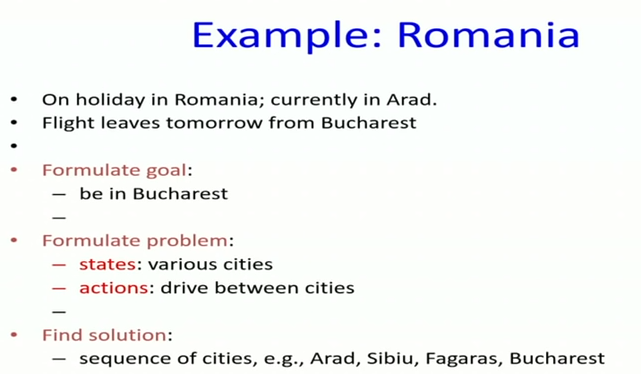 Example: Romania
• On holiday in Romania; currently in Arad.
• Flight leaves tomorrow from Bucharest
•
• Formulate goal:
– be in Bucharest
–
• Formulate problem:
– states: various cities
– actions: drive between cities
–
• Find solution:
– sequence of cities, e.g., Arad, Sibiu, Fagaras, Bucharest